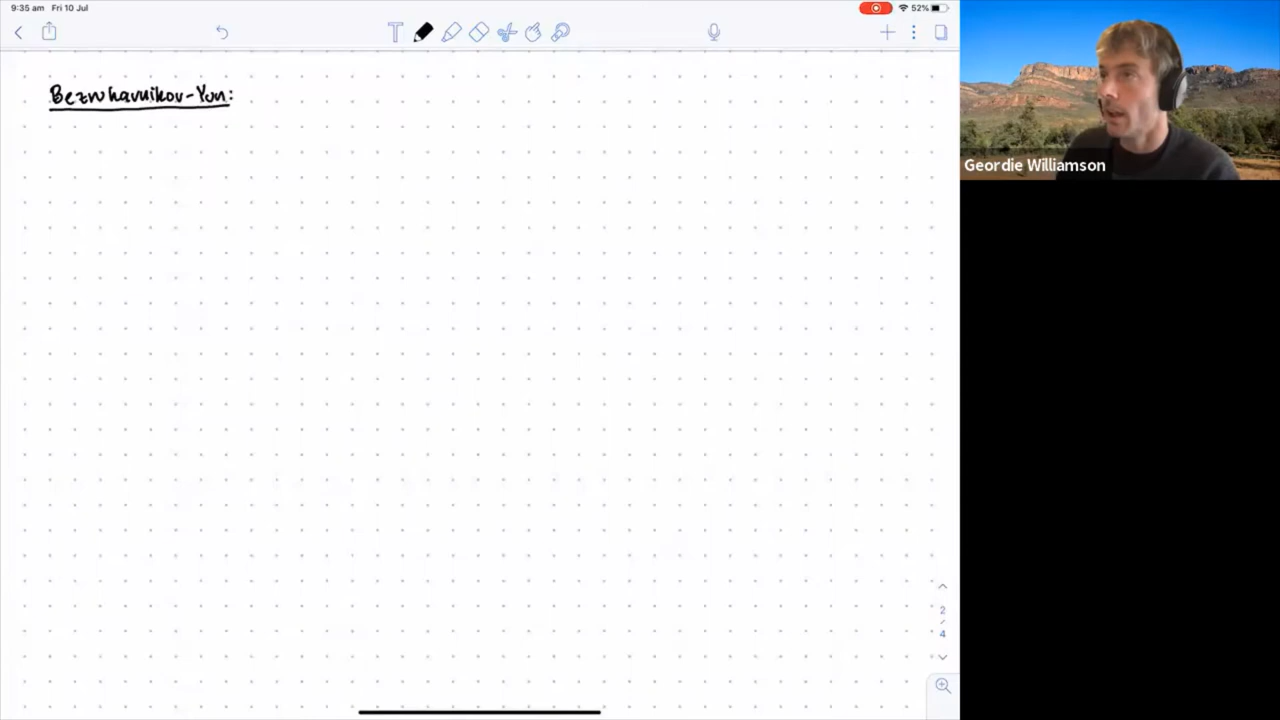 9:35 am Fri 10 Jul
52%
T
Bezrukavnikov-Yun:
Geordie Williamson
2
/
4